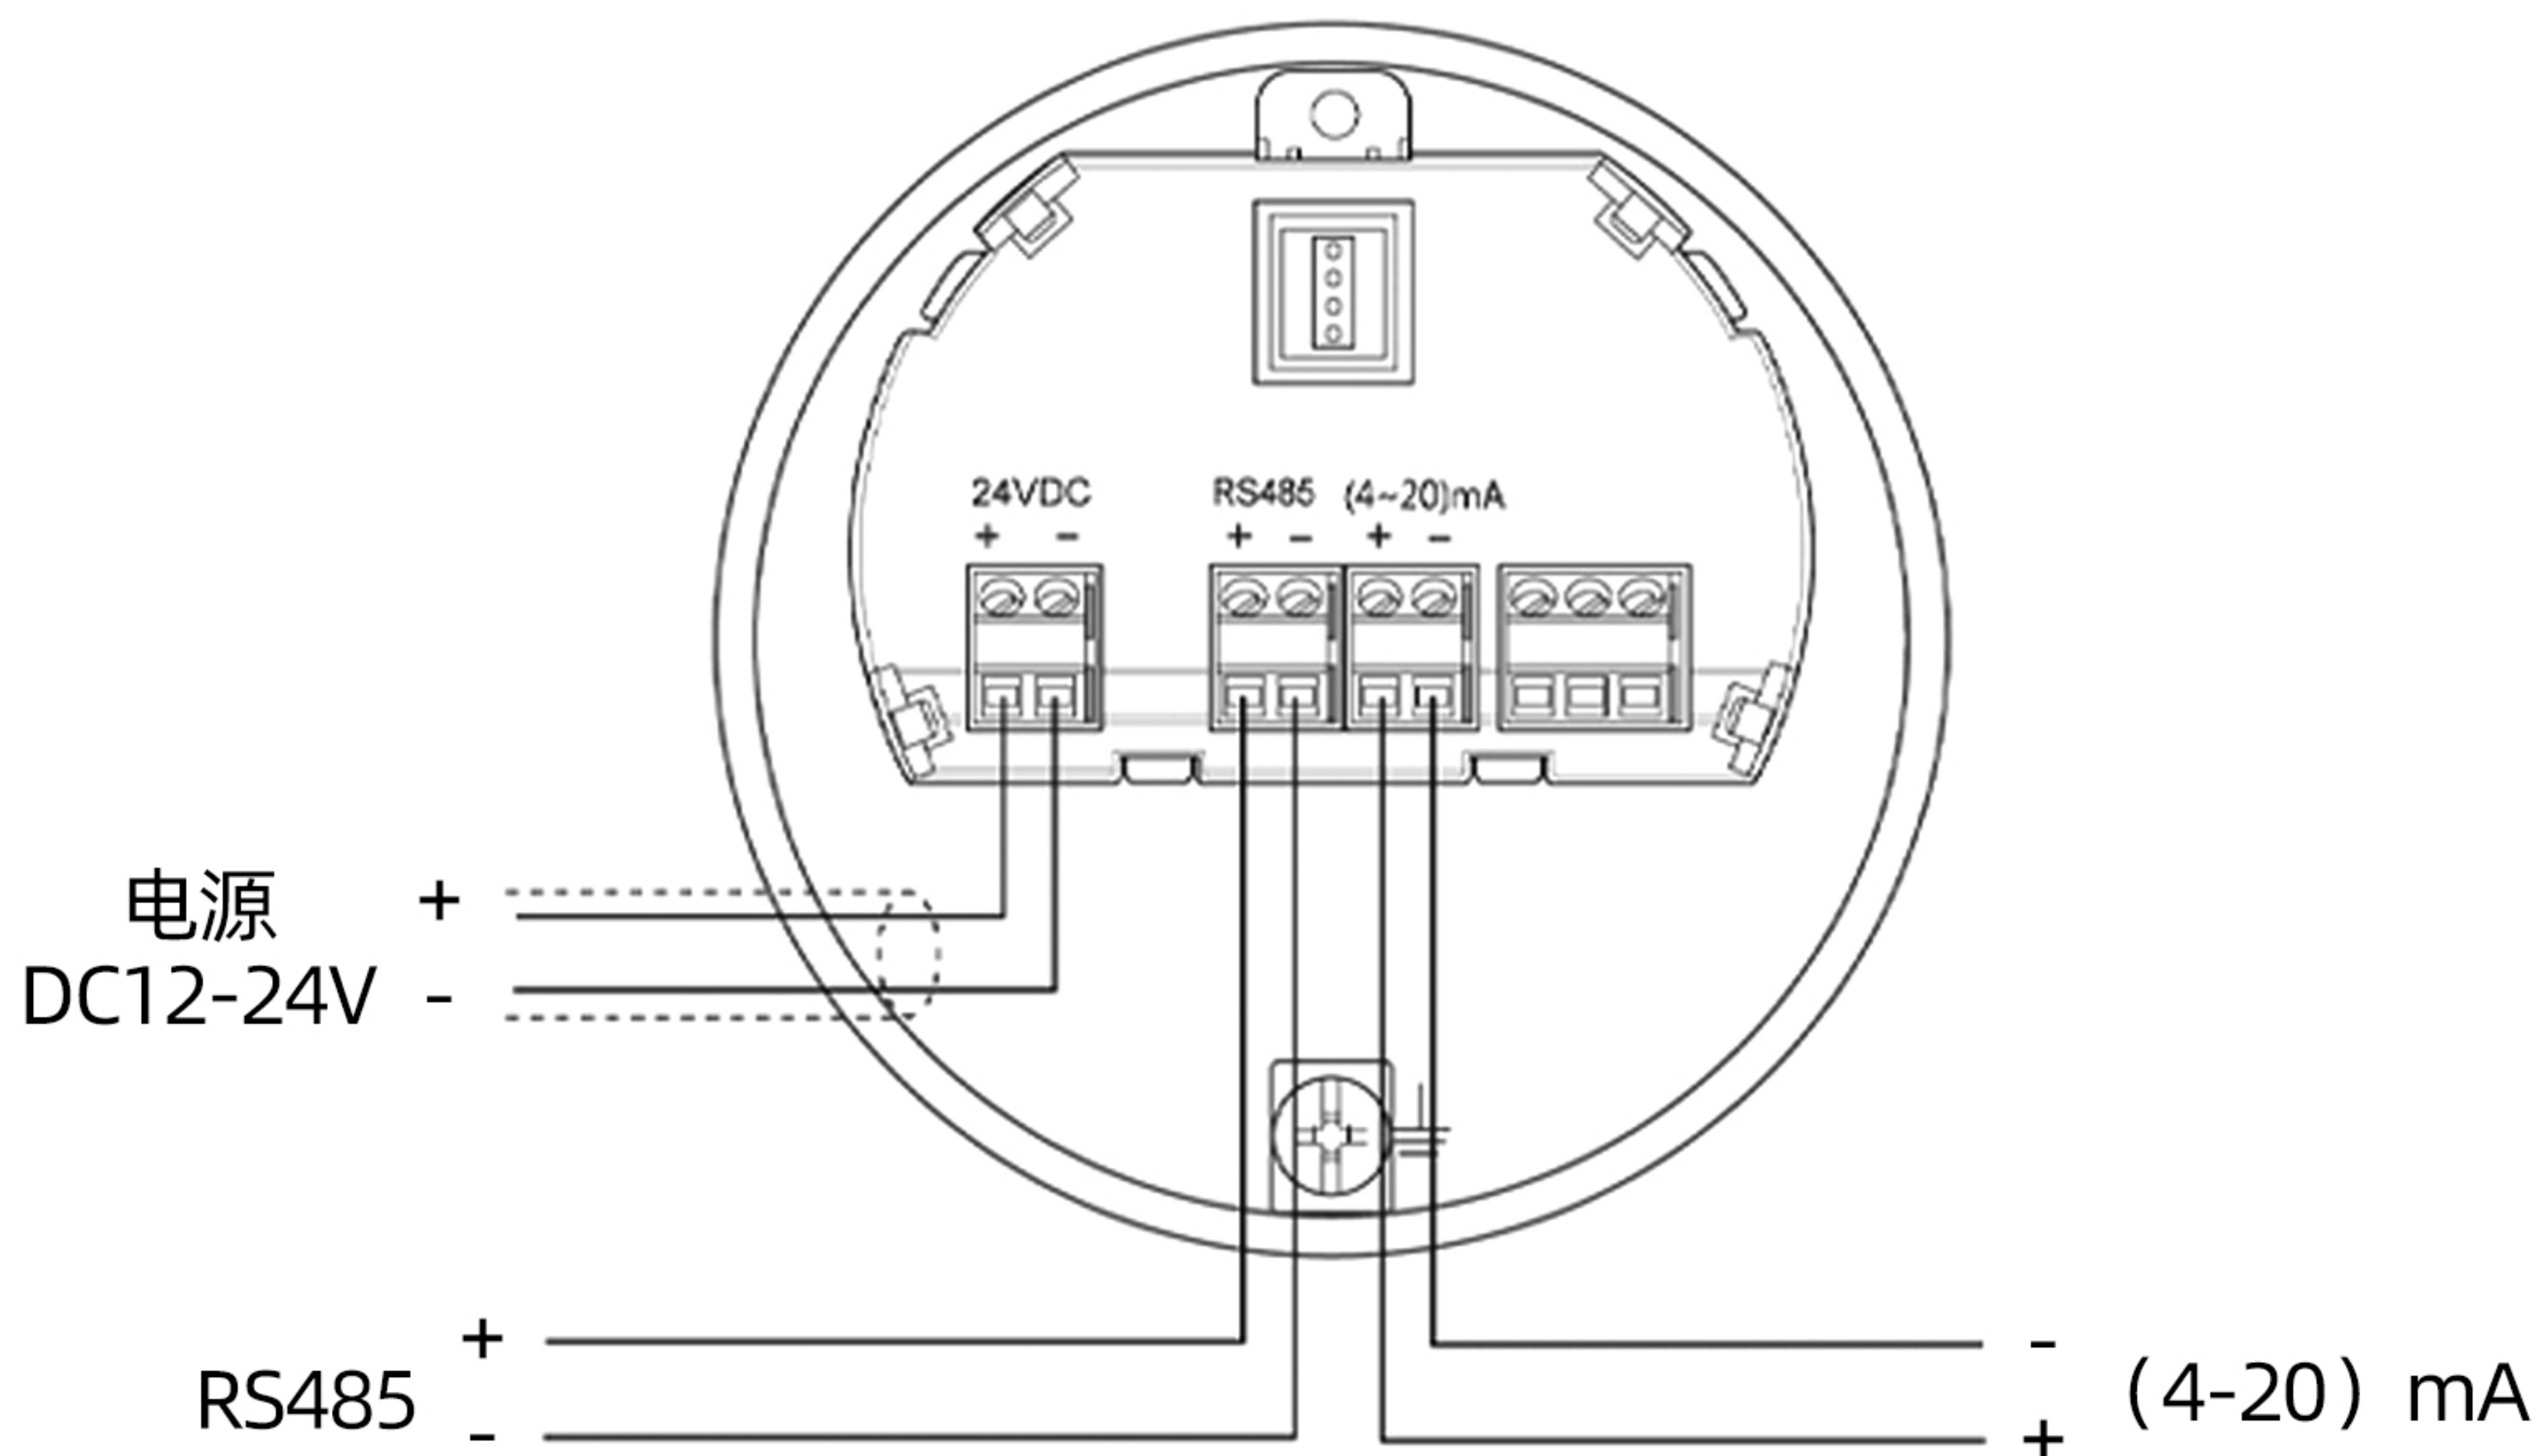 24VDC
+ −
RS485 (4~20)mA
+ − + −
电源 +
DC12-24V -
+
RS485
-
-
(4-20) mA
+